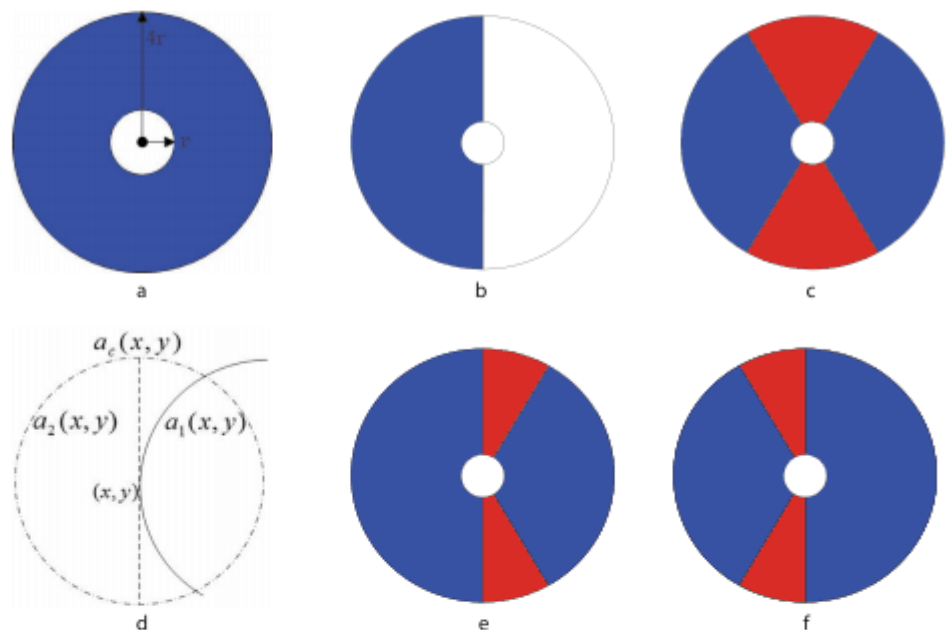 4r
r
a
b
c
a_c(x, y)
a_2(x, y)
a_1(x, y)
(x, y)
d
e
f